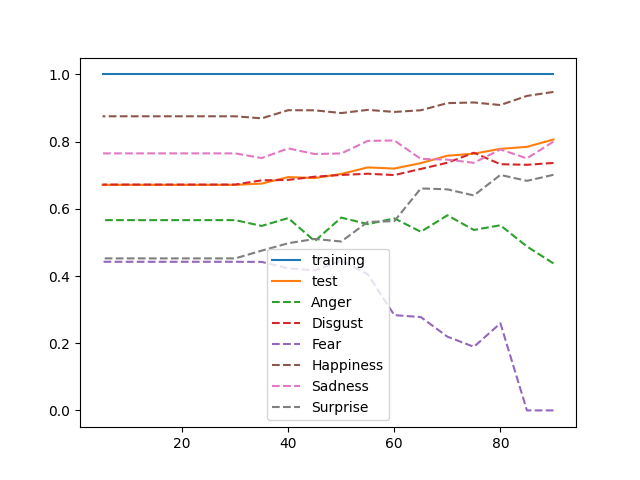 1.0
0.8
0.6
0.4
0.2
0.0
training
test
Anger
Disgust
Fear
Happiness
Sadness
Surprise
20 40 60 80